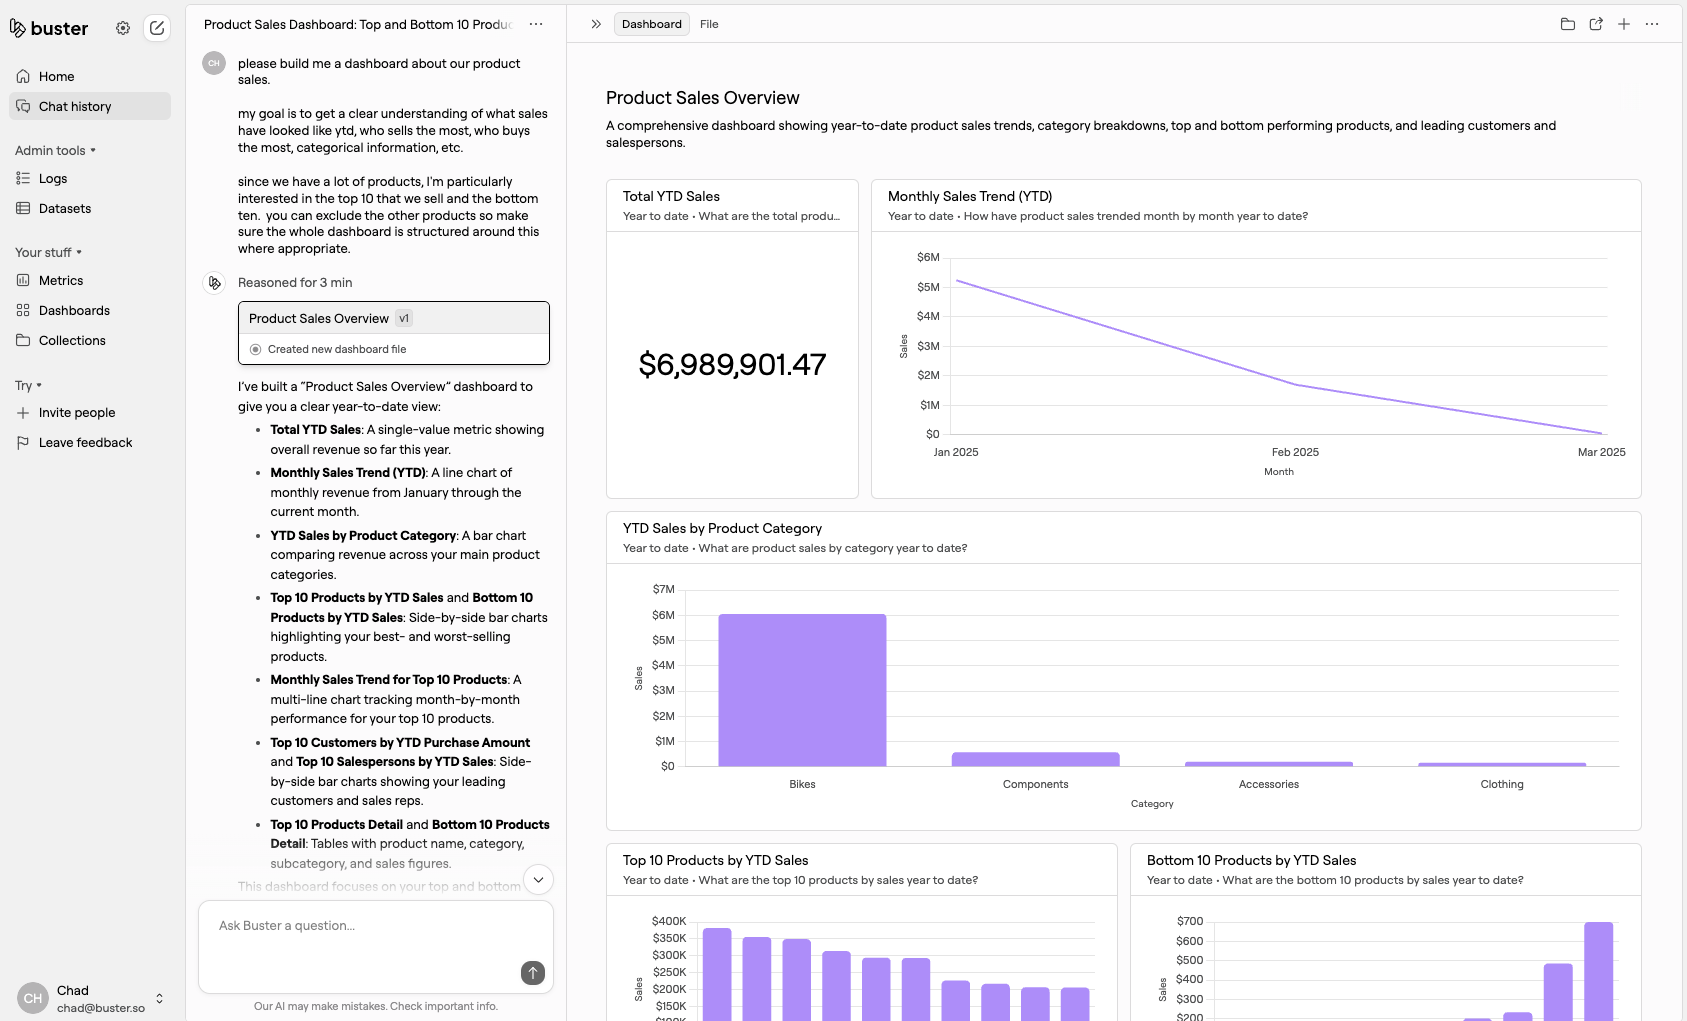 buster
Home
Chat history
Admin tools
Logs
Datasets
Your stuff
Metrics
Dashboards
Collections
Try
Invite people
Leave feedback
CH
Chad
chad@buster.so
Product Sales Dashboard: Top and Bottom 10 Produc
CH
please build me a dashboard about our product
sales.
my goal is to get a clear understanding of what sales
have looked like ytd, who sells the most, who buys
the most, categorical information, etc.
since we have a lot of products, I'm particularly
interested in the top 10 that we sell and the bottom
ten. you can exclude the other products so make
sure the whole dashboard is structured around this
where appropriate.
Reasoned for 3 min
Product Sales Overview v1
Created new dashboard file
I've built a "Product Sales Overview" dashboard to
give you a clear year-to-date view:
• Total YTD Sales: A single-value metric showing
overall revenue so far this year.
• Monthly Sales Trend (YTD): A line chart of
monthly revenue from January through the
current month.
• YTD Sales by Product Category: A bar chart
comparing revenue across your main product
categories.
• Top 10 Products by YTD Sales and Bottom 10
Products by YTD Sales: Side-by-side bar charts
highlighting your best- and worst-selling
products.
• Monthly Sales Trend for Top 10 Products: A
multi-line chart tracking month-by-month
performance for your top 10 products.
• Top 10 Customers by YTD Purchase Amount
and Top 10 Salespersons by YTD Sales: Side-
by-side bar charts showing your leading
customers and sales reps.
• Top 10 Products Detail and Bottom 10 Products
Detail: Tables with product name, category,
subcategory, and sales figures.
This dashboard focuses on your top and bottom
Ask Buster a question...
Our AI may make mistakes. Check important info.
Dashboard File
Product Sales Overview
A comprehensive dashboard showing year-to-date product sales trends, category breakdowns, top and bottom performing products, and leading customers and
salespersons.
Total YTD Sales
Year to date • What are the total produ...
$6,989,901.47
Monthly Sales Trend (YTD)
Year to date • How have product sales trended month by month year to date?
$6M
$5M
$4M
$3M
$2M
$1M
$0
Sales
Jan 2025 Feb 2025 Mar 2025
Month
YTD Sales by Product Category
Year to date • What are product sales by category year to date?
$7M
$6M
$5M
$4M
$3M
$2M
$1M
$0
Sales
Bikes Components Accessories Clothing
Category
Top 10 Products by YTD Sales
Year to date • What are the top 10 products by sales year to date?
$400K
$350K
$300K
$250K
$200K
$150K
$100K
Sales
Bottom 10 Products by YTD Sales
Year to date • What are the bottom 10 products by sales year to date?
$700
$600
$500
$400
$300
$200
Sales